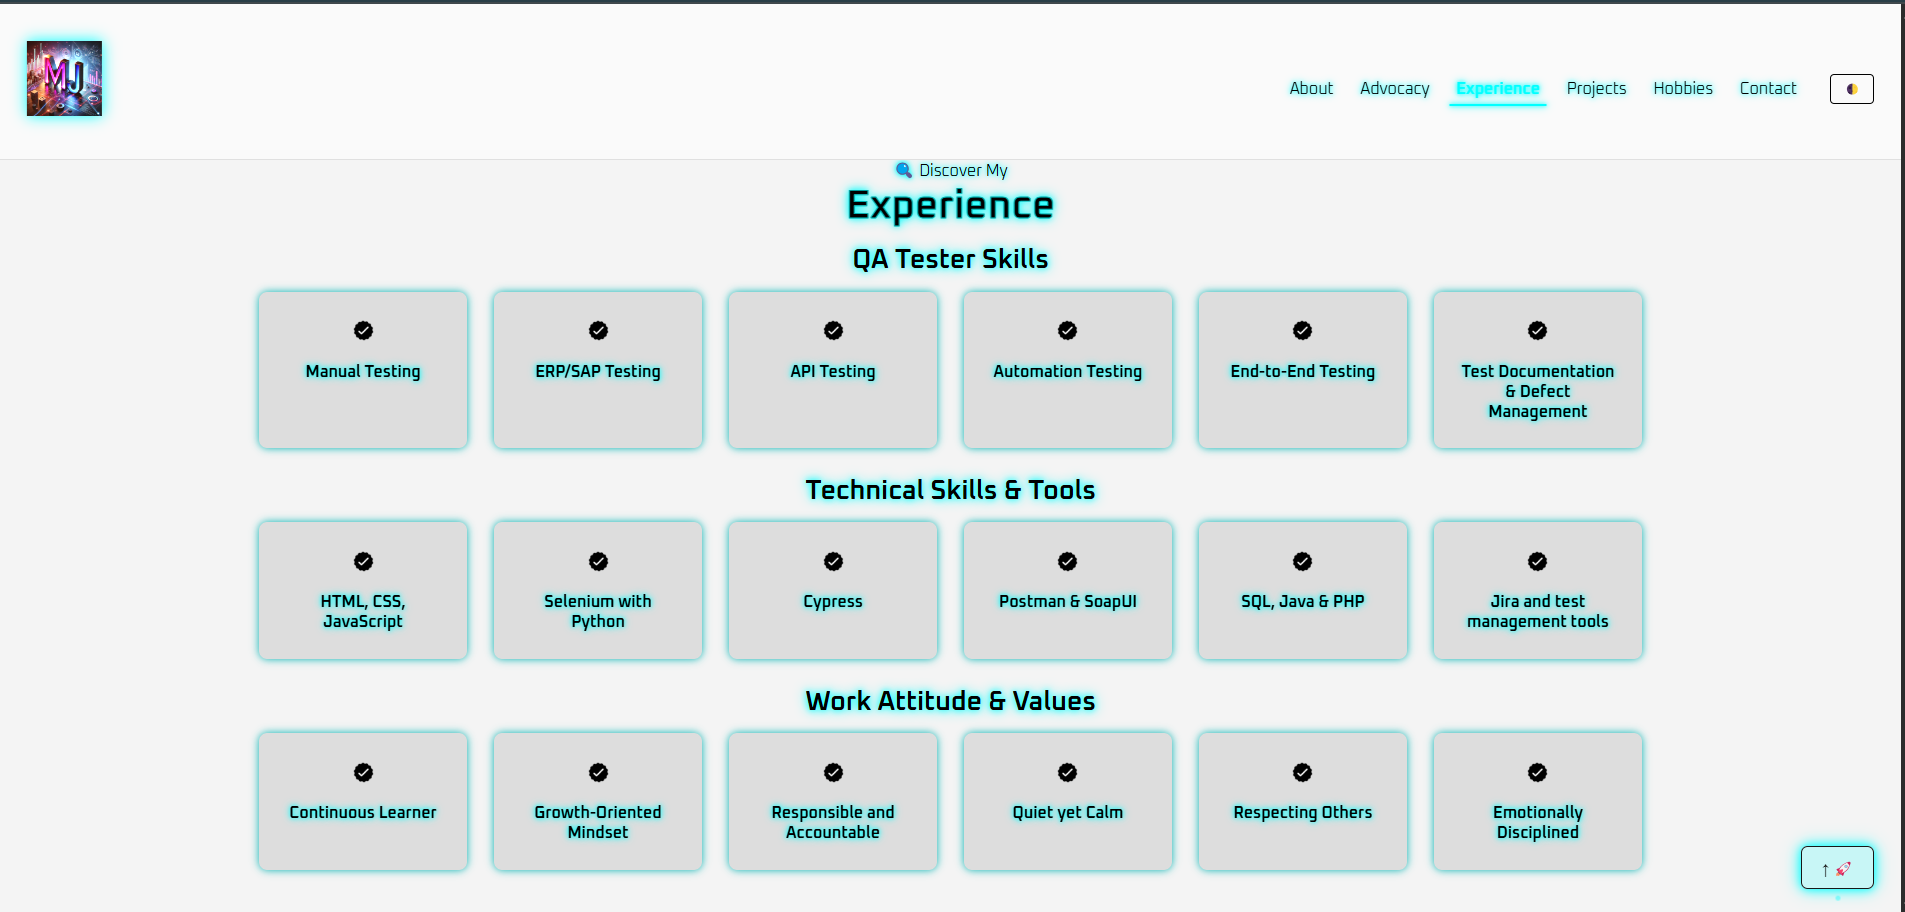 MJ
About Advocacy Experience Projects Hobbies Contact
Discover My
Experience
QA Tester Skills
Manual Testing
ERP/SAP Testing
API Testing
Automation Testing
End-to-End Testing
Test Documentation
& Defect
Management
Technical Skills & Tools
HTML, CSS,
JavaScript
Selenium with
Python
Cypress
Postman & SoapUI
SQL, Java & PHP
Jira and test
management tools
Work Attitude & Values
Continuous Learner
Growth-Oriented
Mindset
Responsible and
Accountable
Quiet yet Calm
Respecting Others
Emotionally
Disciplined
↑